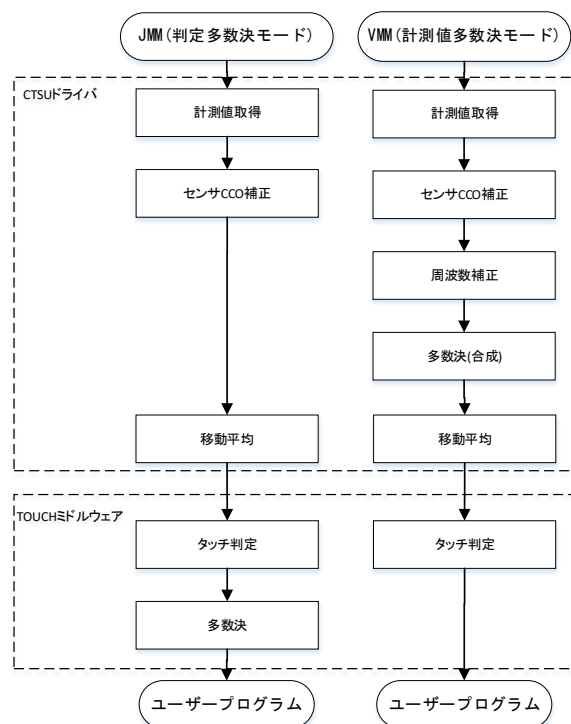 JMM(判定多数決モード)
VMM(計測値多数決モード)
CTSUドライバ
計測値取得
計測値取得
センサCCO補正
センサCCO補正
周波数補正
多数決(合成)
移動平均
移動平均
TOUCHミドルウェア
タッチ判定
タッチ判定
多数決
ユーザープログラム
ユーザープログラム